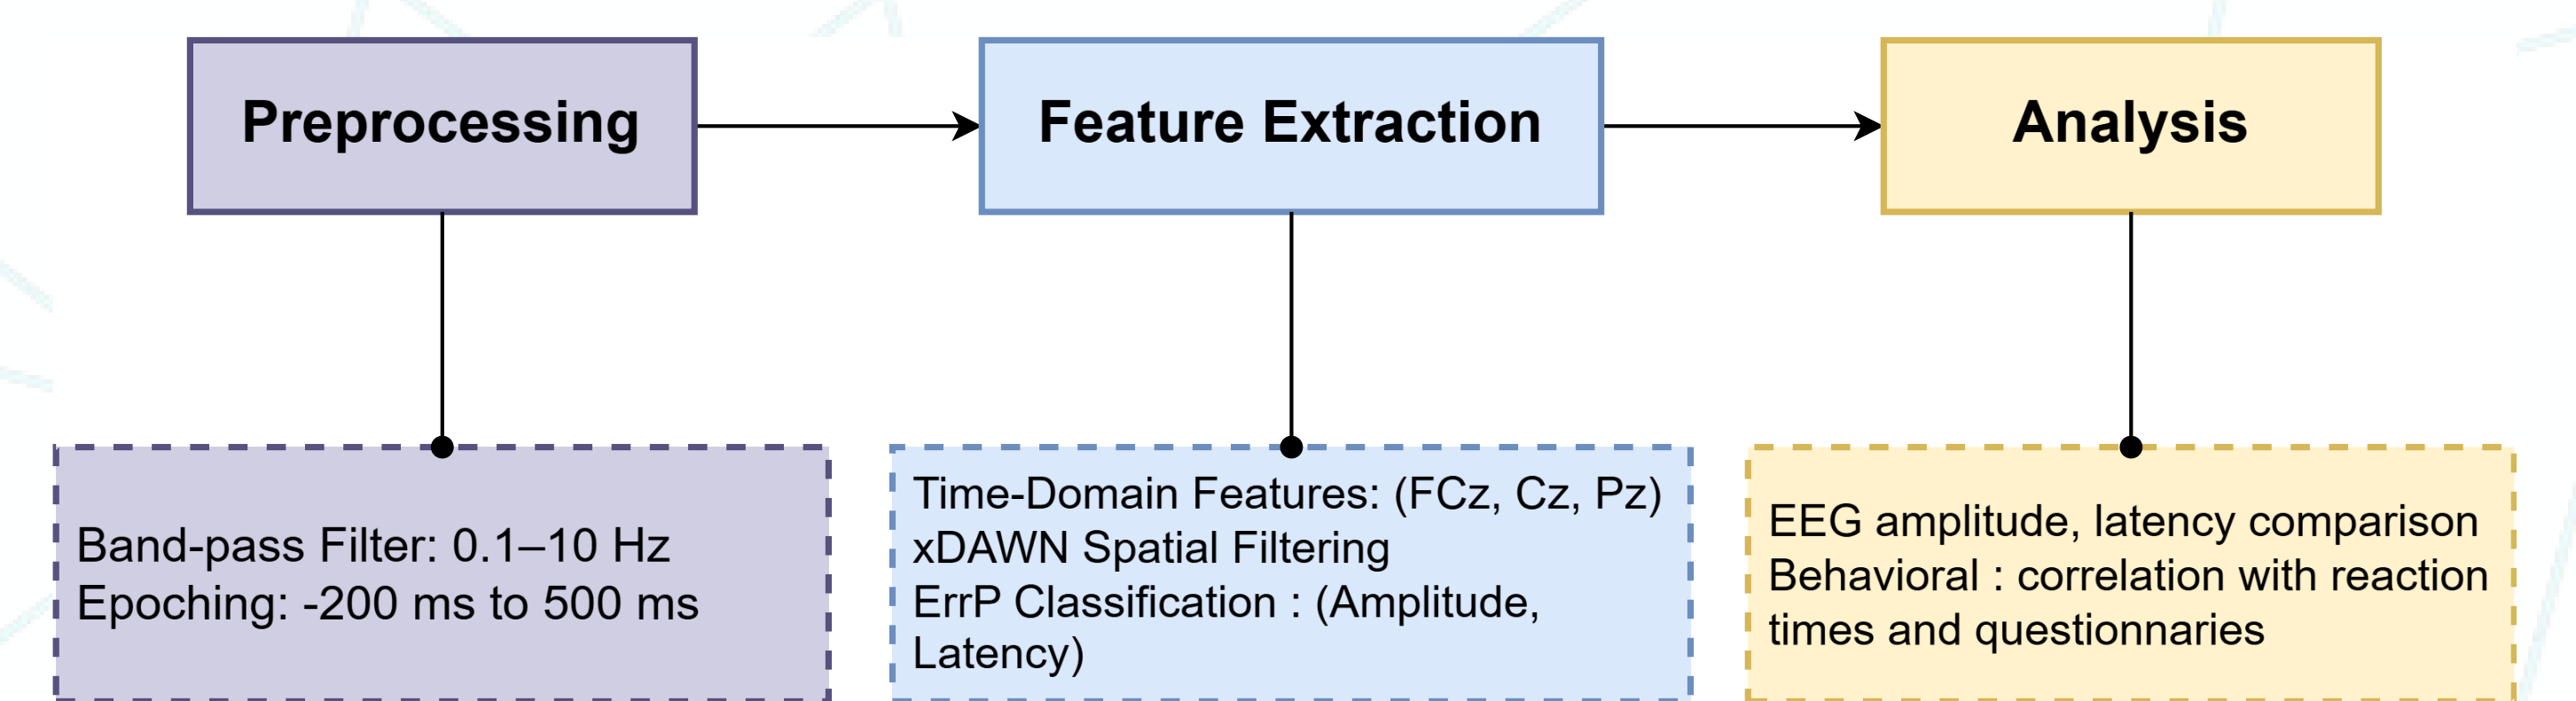 Preprocessing
Feature Extraction
Analysis
Band-pass Filter: 0.1–10 Hz
Epoching: -200 ms to 500 ms
Time-Domain Features: (FCz, Cz, Pz)
xDAWN Spatial Filtering
ErrP Classification : (Amplitude,
Latency)
EEG amplitude, latency comparison
Behavioral : correlation with reaction
times and questionnaries